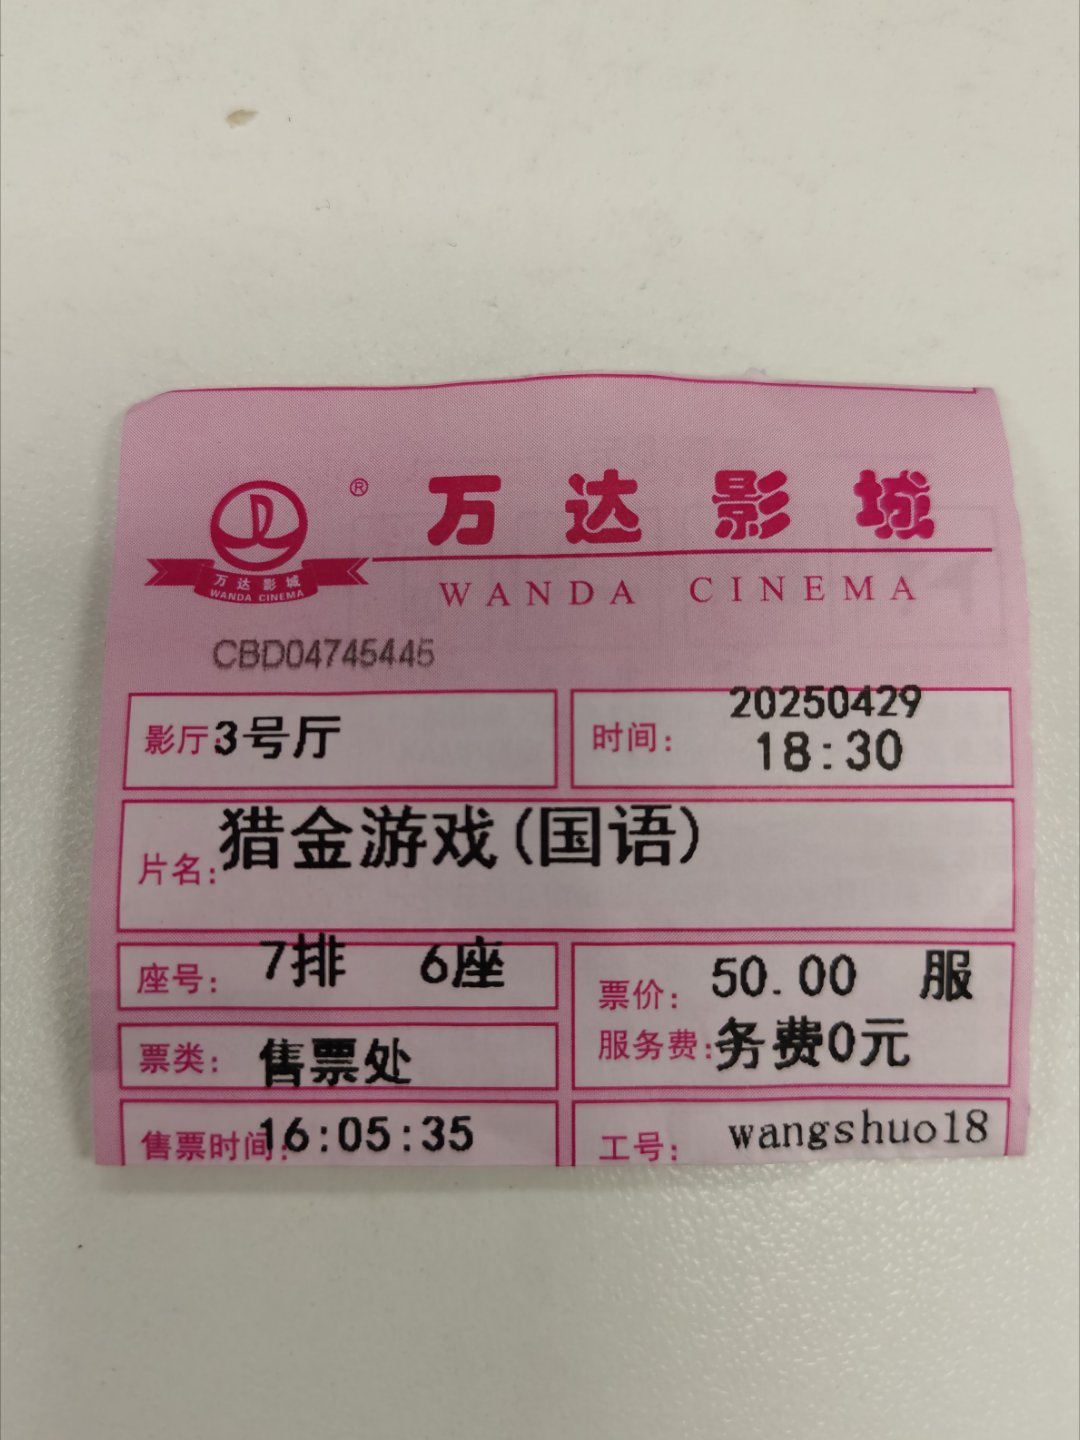 万达影城
WANDA CINEMA
®
万达影城
WANDA CINEMA
CBD04745445
影厅:3号厅
时间: 20250429
18:30
片名: 猎金游戏(国语)
座号: 7排 6座
票价: 50.00 服
服务费: 务费0元
票类: 售票处
售票时间: 16:05:35
工号: wangshuo18